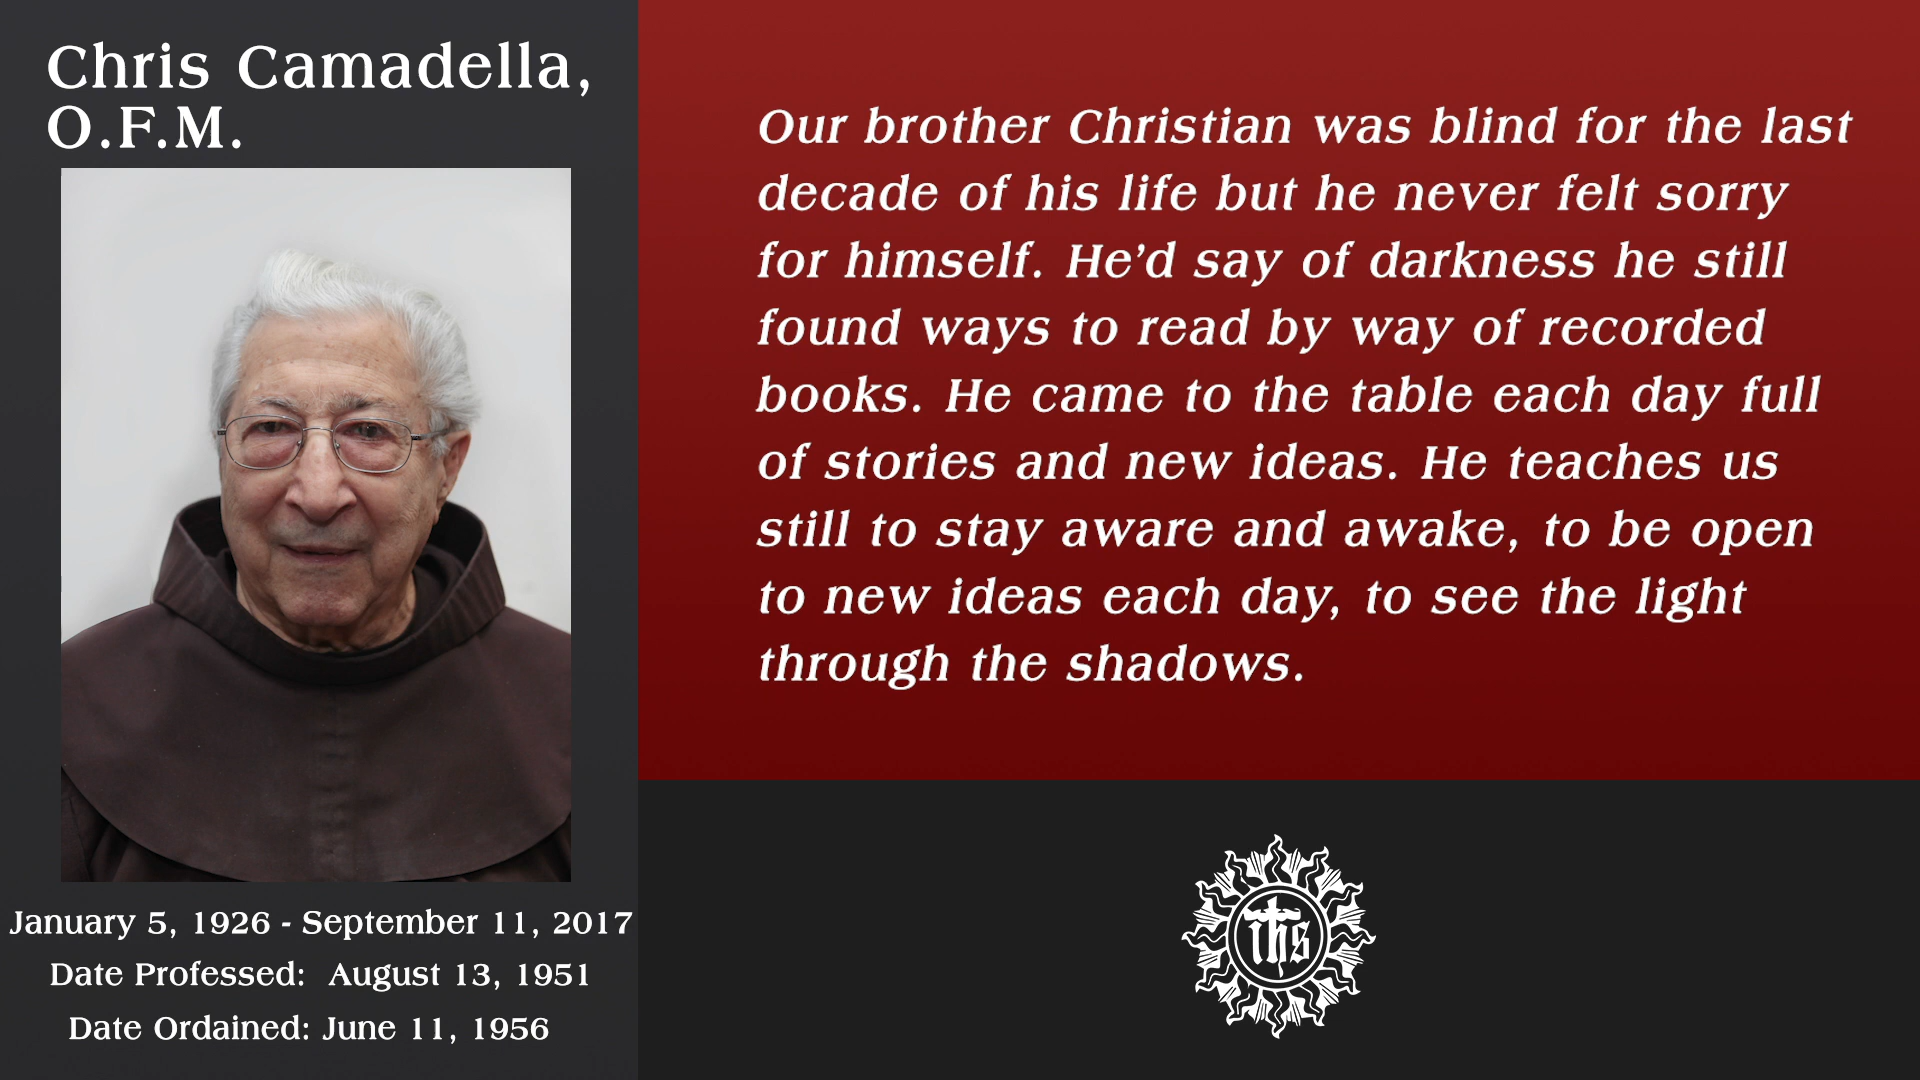 Chris Camadella,
O.F.M.
January 5, 1926 - September 11, 2017
Date Professed:  August 13, 1951
Date Ordained: June 11, 1956
Our brother Christian was blind for the last
decade of his life but he never felt sorry
for himself. He’d say of darkness he still
found ways to read by way of recorded
books. He came to the table each day full
of stories and new ideas. He teaches us
still to stay aware and awake, to be open
to new ideas each day, to see the light
through the shadows.
ihs